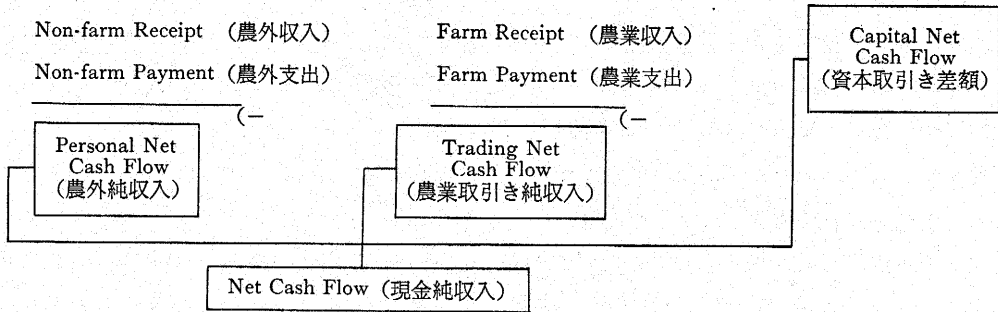 Non-farm Receipt (農外収入)
Non-farm Payment (農外支出)
(−
Personal Net
Cash Flow
(農外純収入)
Farm Receipt (農業収入)
Farm Payment (農業支出)
(−
Trading Net
Cash Flow
(農業取引き純収入)
Capital Net
Cash Flow
(資本取引き差額)
Net Cash Flow (現金純収入)